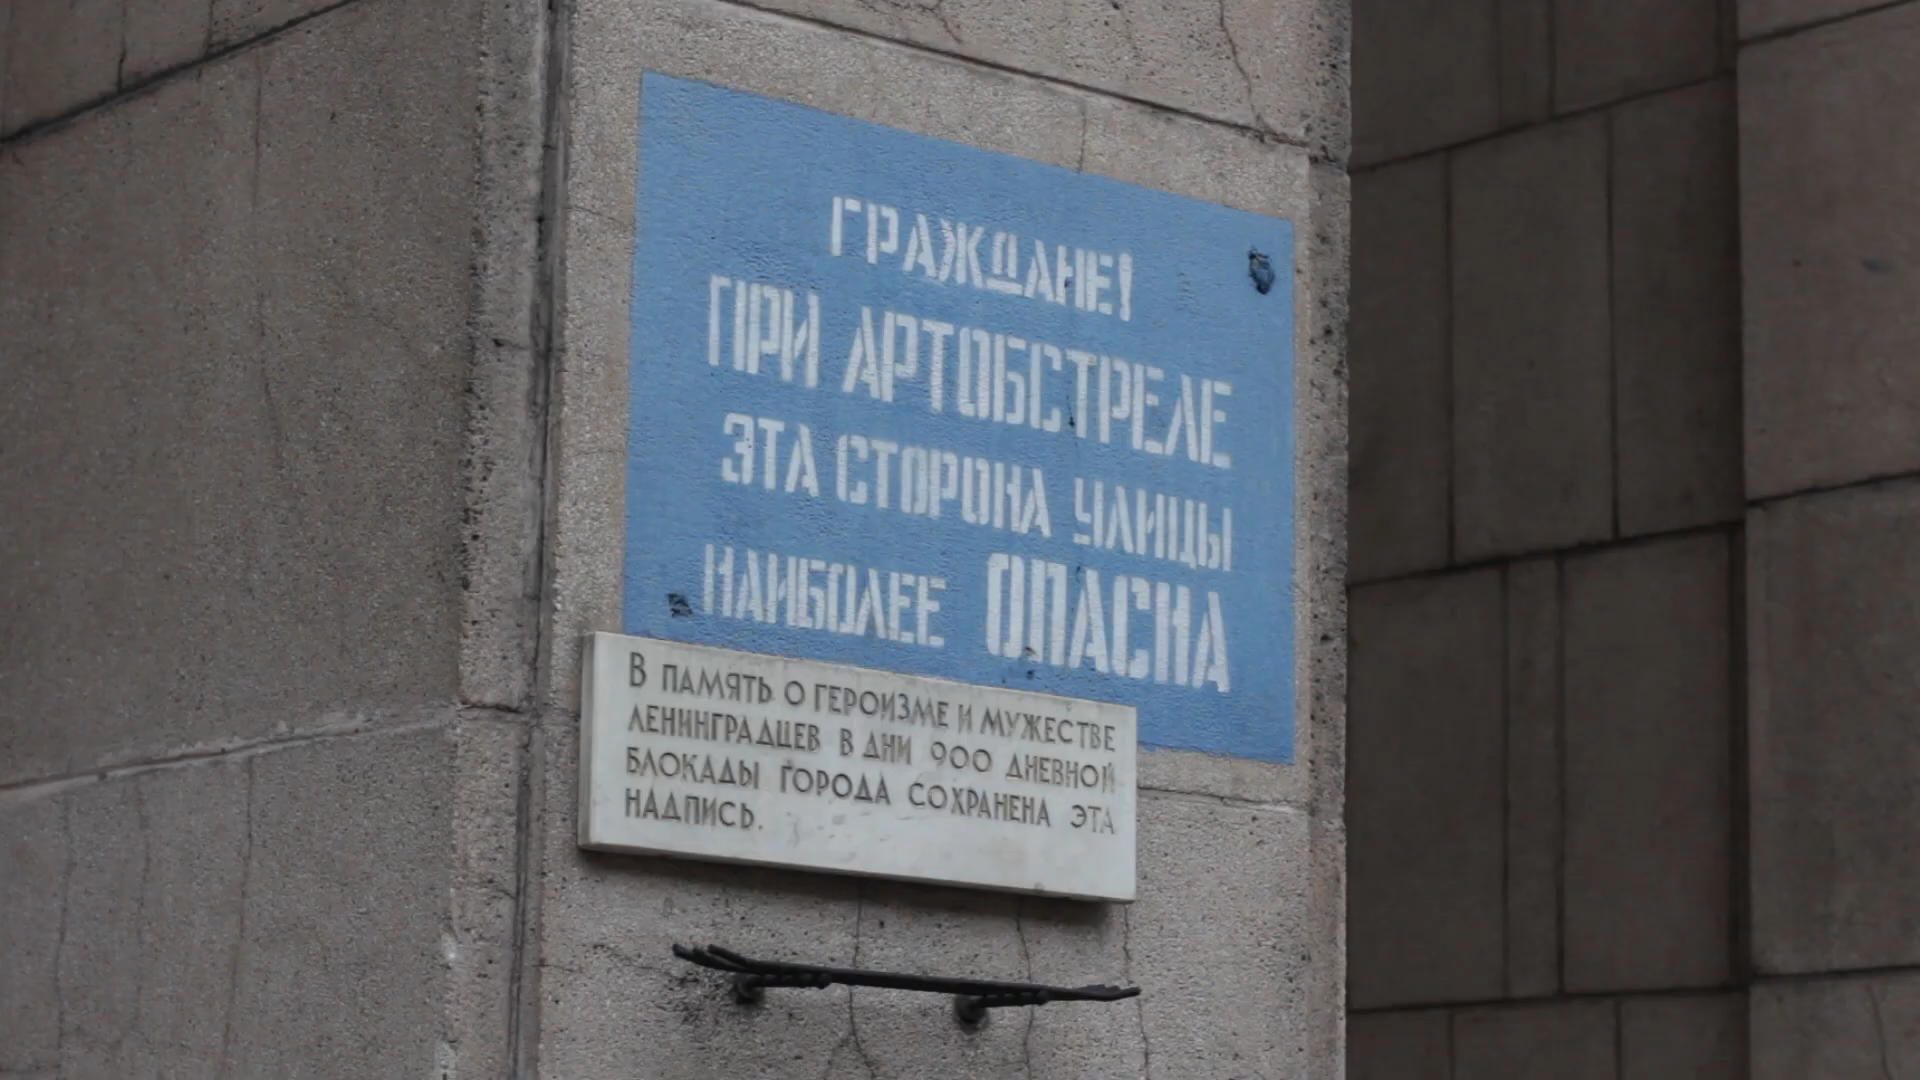 ГРАЖДАНЕ!
ПРИ АРТОБСТРЕЛЕ
ЭТА СТОРОНА УЛИЦЫ
НАИБОЛЕЕ ОПАСНА
В ПАМЯТЬ О ГЕРОИЗМЕ И МУЖЕСТВЕ
ЛЕНИНГРАДЦЕВ В ДНИ 900 ДНЕВНОЙ
БЛОКАДЫ ГОРОДА СОХРАНЕНА ЭТА
НАДПИСЬ.